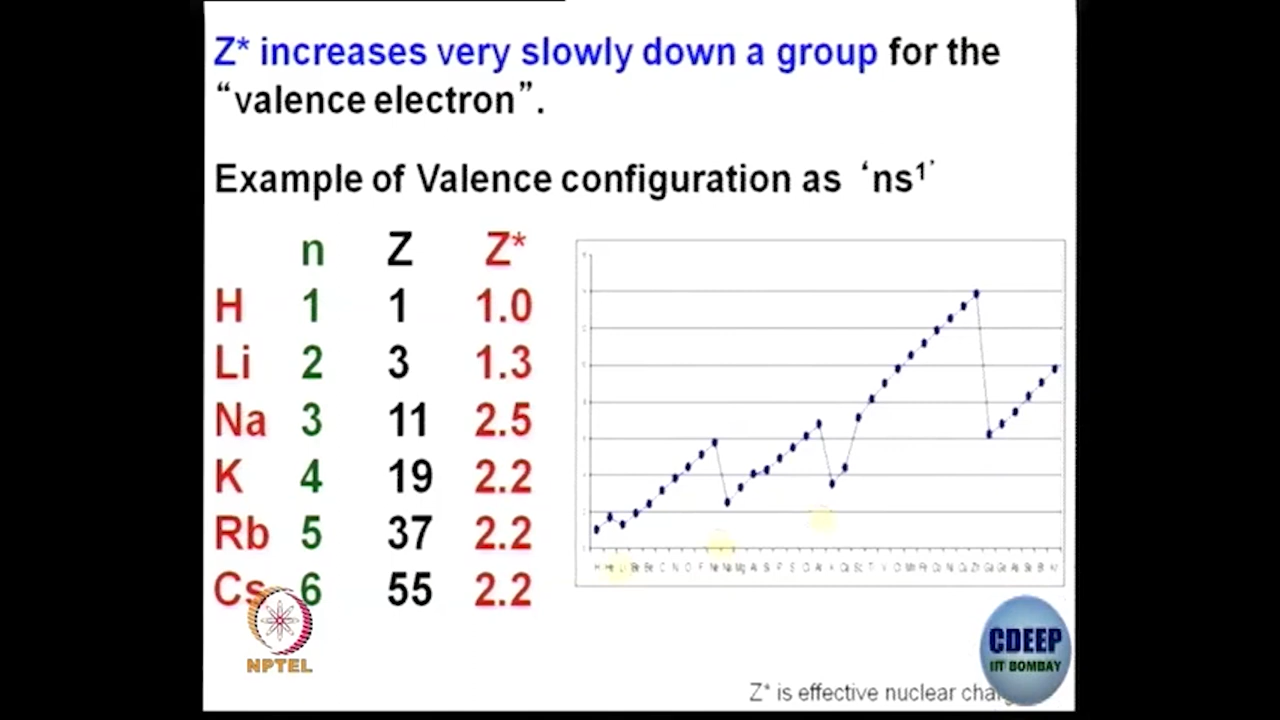 Z* increases very slowly down a group for the
“valence electron”.
Example of Valence configuration as ‘ns¹’
n Z Z*
H 1 1 1.0
Li 2 3 1.3
Na 3 11 2.5
K 4 19 2.2
Rb 5 37 2.2
Cs 6 55 2.2
NPTEL
CDEEP
IIT BOMBAY
Z* is effective nuclear